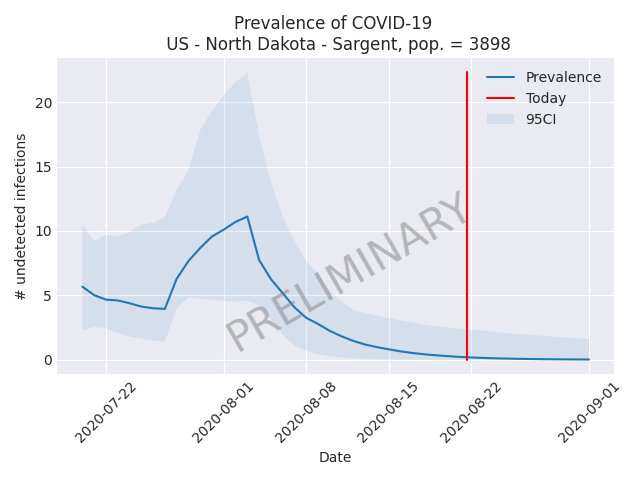 Prevalence of COVID-19
US - North Dakota - Sargent, pop. = 3898
# undetected infections
20
15
10
5
0
Prevalence
Today
95CI
PRELIMINARY
2020-07-22
2020-08-01
2020-08-08
2020-08-15
2020-08-22
2020-09-01
Date